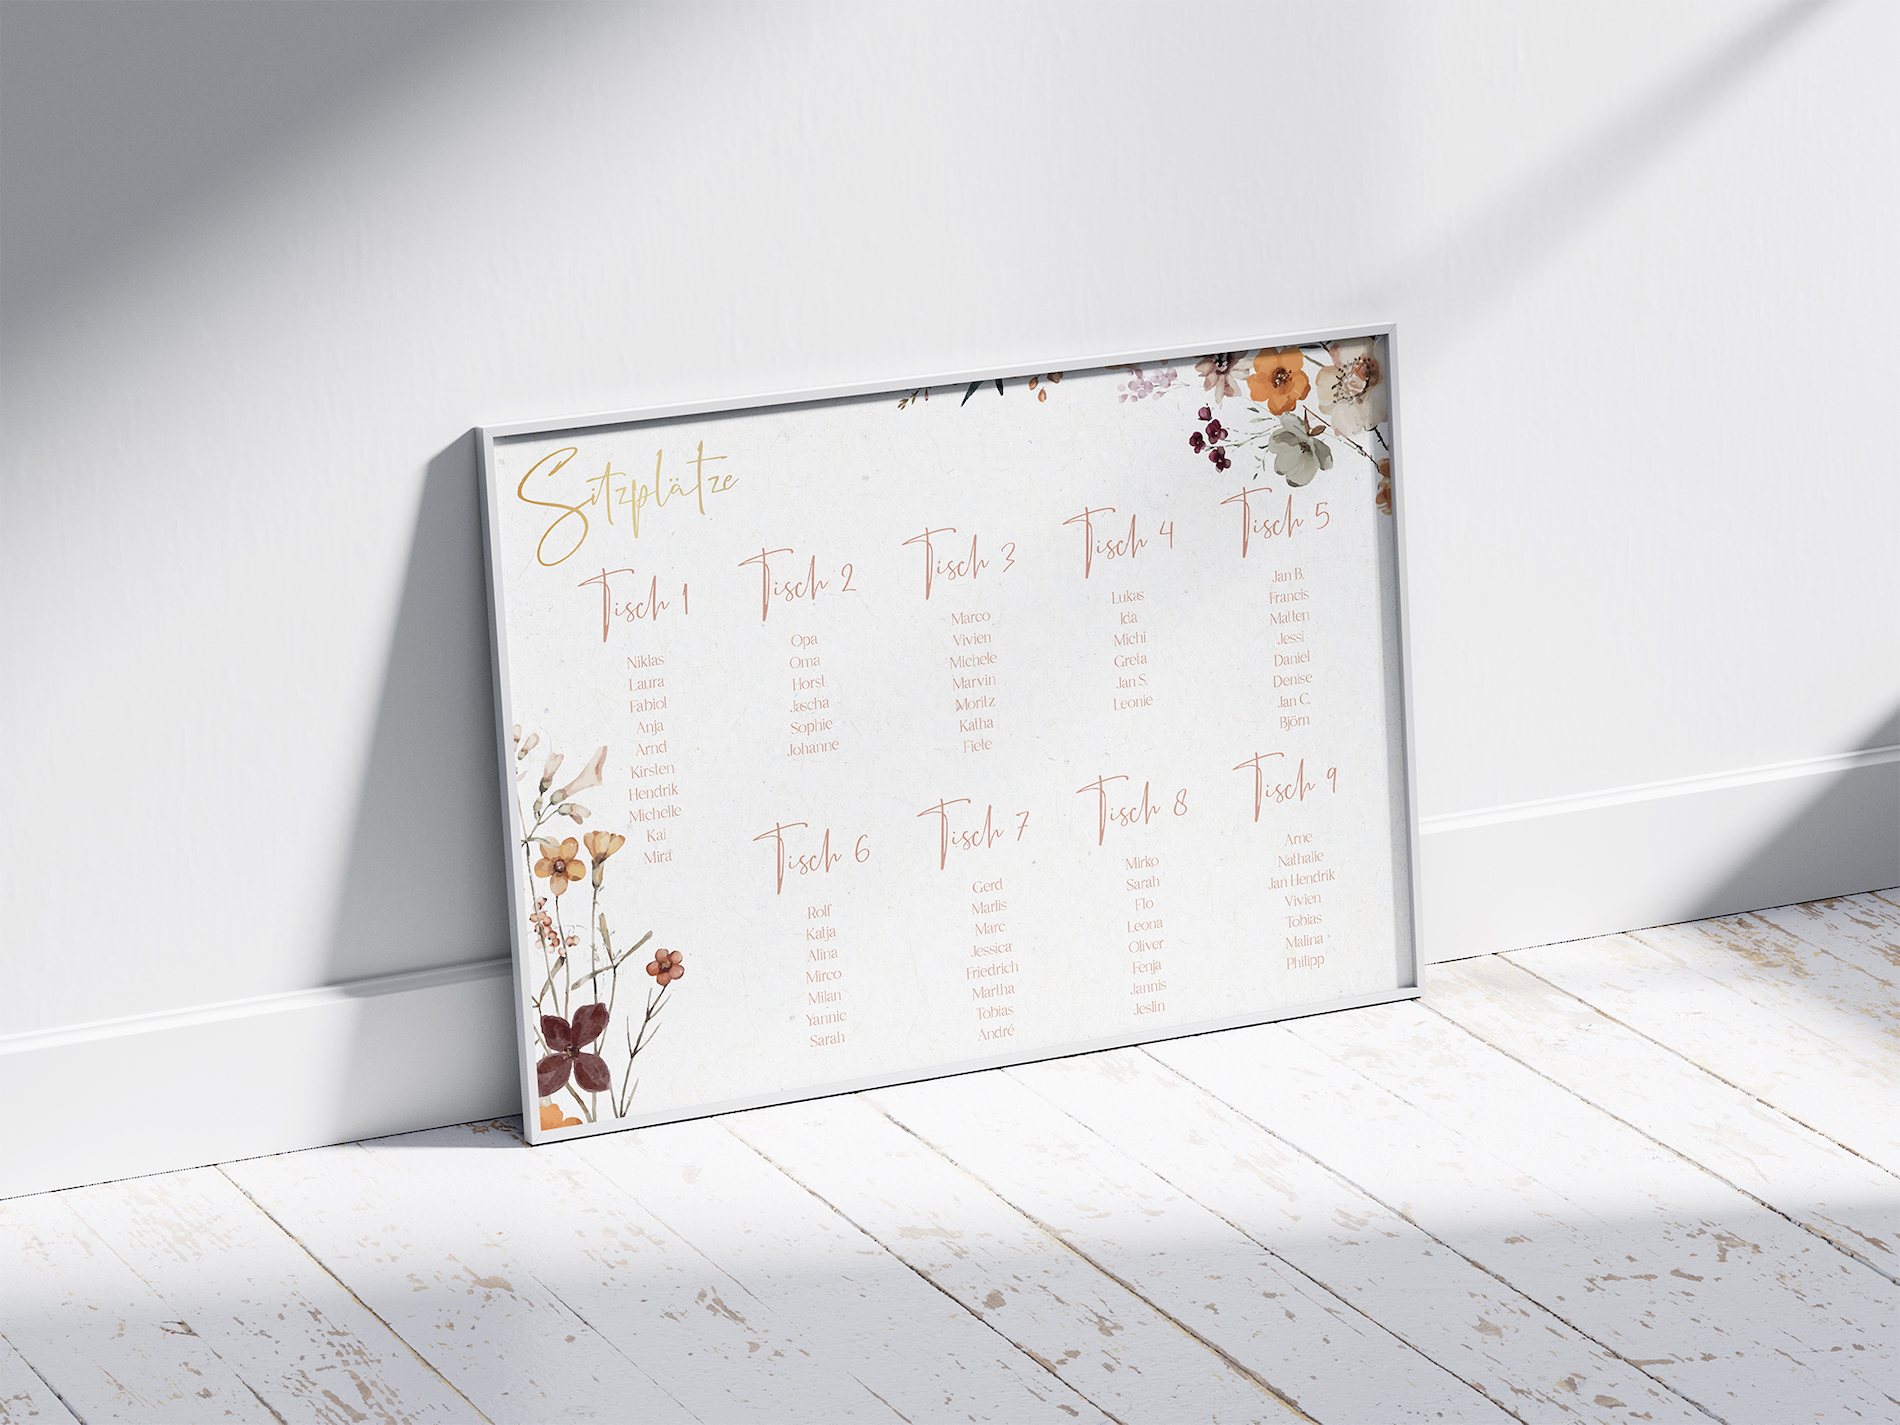 Sitzplätze
Tisch 1
Niklas
Laura
Fabiol
Anja
Arnd
Kirsten
Hendrik
Michelle
Kai
Mira
Tisch 2
Opa
Oma
Horst
Jascha
Sophie
Johanne
Tisch 3
Marco
Vivien
Michele
Marvin
Moritz
Katha
Fiete
Tisch 4
Lukas
Ida
Michi
Greta
Jan S.
Leonie
Tisch 5
Jan B.
Francis
Matten
Jessi
Daniel
Denise
Jan C.
Björn
Tisch 6
Rolf
Katja
Alina
Mirco
Milan
Yannic
Sarah
Tisch 7
Gerd
Marlis
Marc
Jessica
Friedrich
Martha
Tobias
André
Tisch 8
Mirko
Sarah
Flo
Leona
Oliver
Fenja
Jannis
Jeslin
Tisch 9
Arne
Nathalie
Jan Hendrik
Vivien
Tobias
Malina
Philipp